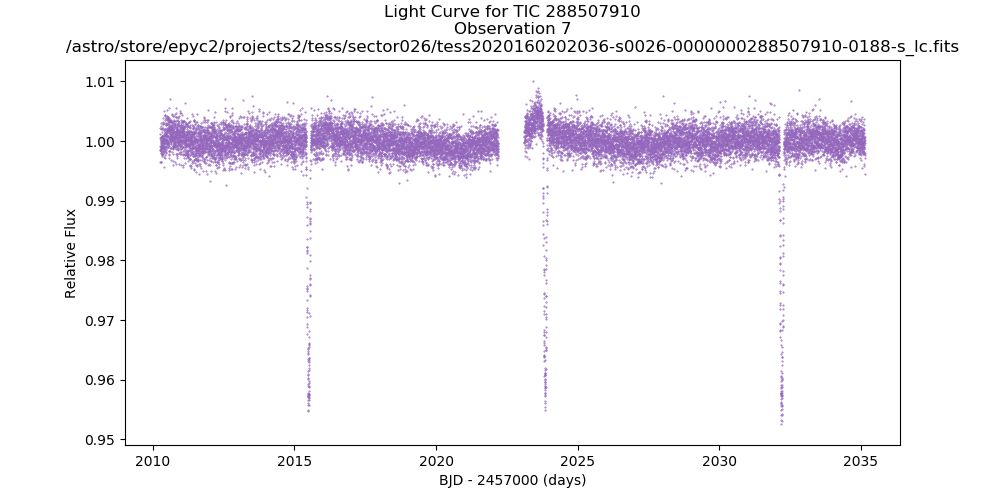 Light Curve for TIC 288507910
Observation 7
/astro/store/epyc2/projects2/tess/sector026/tess2020160202036-s0026-0000000288507910-0188-s_lc.fits
1.01
1.00
0.99
0.98
0.97
0.96
0.95
Relative Flux
2010 2015 2020 2025 2030 2035
BJD - 2457000 (days)